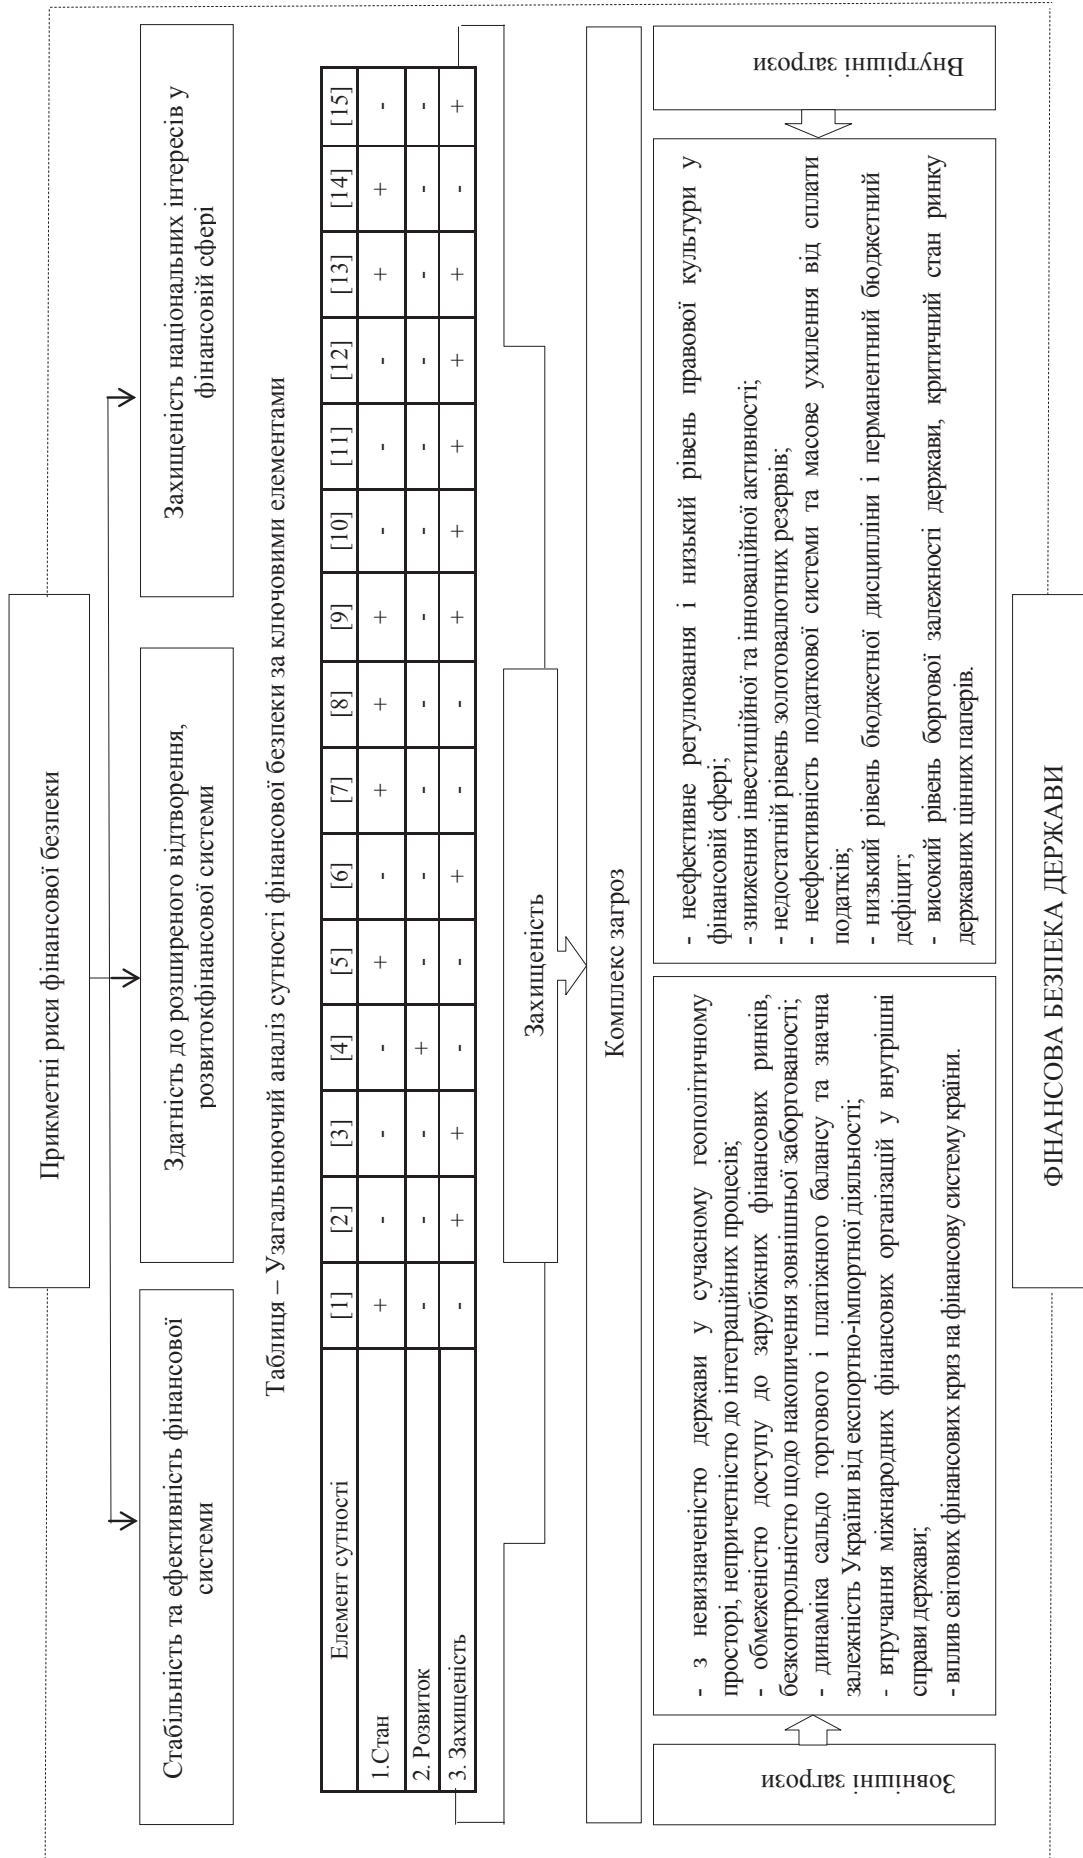 Прикметні риси фінансової безпеки
Стабільність та ефективність фінансової
системи
Здатність до розширеного відтворення,
розвитокфінансової системи
Захищеність національних інтересів у
фінансовій сфері
Таблиця – Узагальнюючий аналіз сутності фінансової безпеки за ключовими елементами
Елемент сутності [1] [2] [3] [4] [5] [6] [7] [8] [9] [10] [11] [12] [13] [14] [15]
1.Стан + - - - + - + + + - - - + + -
2. Розвиток - - - + - - - - - - - - - - -
3. Захищеність - + + - - + - - + + + + + - +
Захищеність
Комплекс загроз
Зовнішні загрози
- з невизначеністю держави у сучасному геополітичному
просторі, непричетністю до інтеграційних процесів;
- обмеженістю доступу до зарубіжних фінансових ринків,
безконтрольністю щодо накопичення зовнішньої заборгованості;
- динаміка сальдо торгового і платіжного балансу та значна
залежність України від експортно-імпортної діяльності;
- втручання міжнародних фінансових організацій у внутрішні
справи держави;
- вплив світових фінансових криз на фінансову систему країни.
- неефективне регулювання і низький рівень правової культури у
фінансовій сфері;
- зниження інвестиційної та інноваційної активності;
- недостатній рівень золотовалютних резервів;
- неефективність податкової системи та масове ухилення від сплати
податків;
- низький рівень бюджетної дисципліни і перманентний бюджетний
дефіцит;
- високий рівень боргової залежності держави, критичний стан ринку
державних цінних паперів.
Внутрішні загрози
ФІНАНСОВА БЕЗПЕКА ДЕРЖАВИ